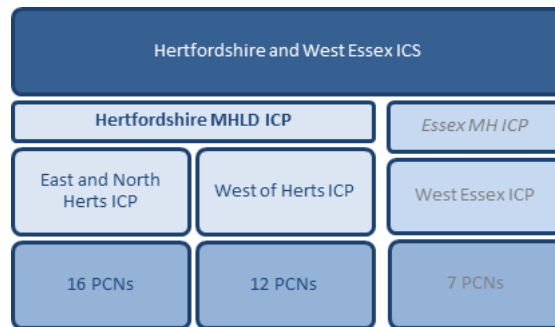 Hertfordshire and West Essex ICS
Hertfordshire MHLD ICP
Essex MH ICP
East and North
Herts ICP
West of Herts ICP
West Essex ICP
16 PCNs
12 PCNs
7 PCNs